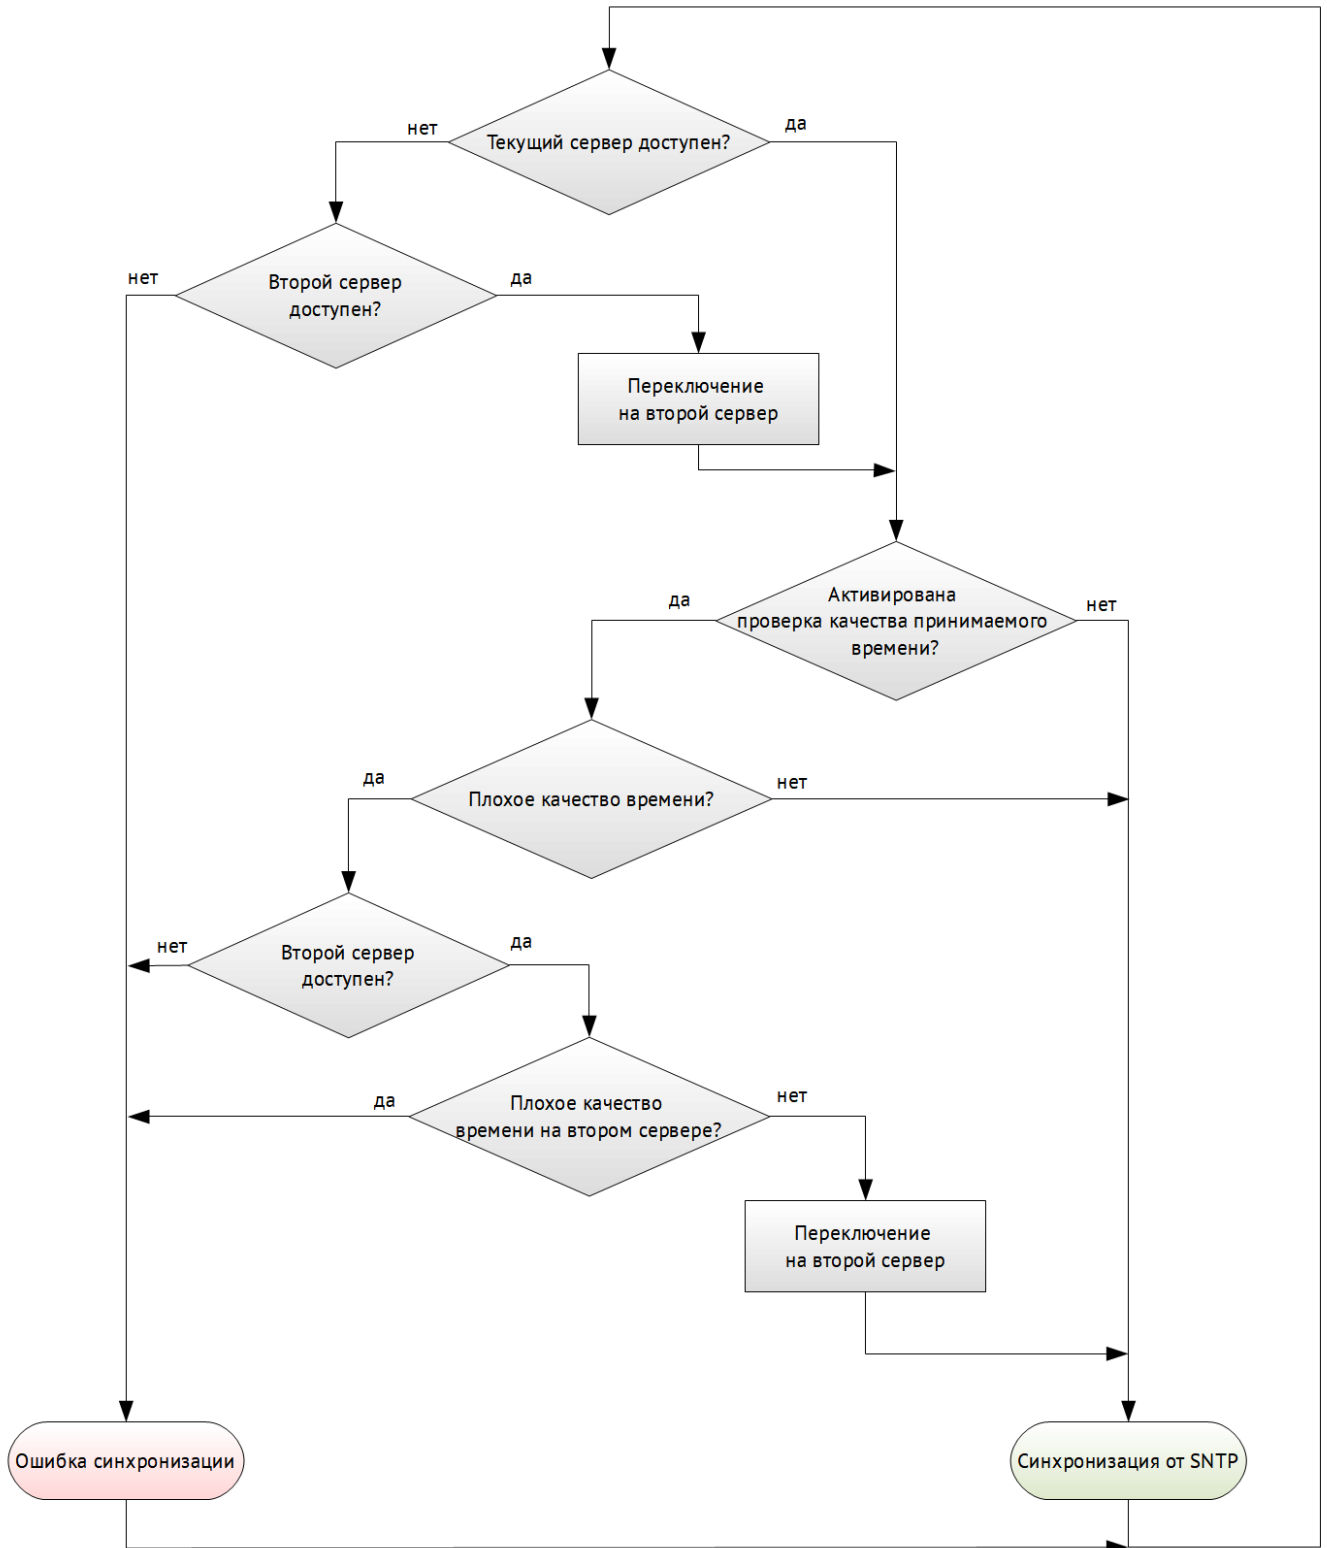 нет
да
Текущий сервер доступен?
нет
Второй сервер
доступен?
да
Переключение
на второй сервер
да
Активирована
проверка качества принимаемого
времени?
нет
да
Плохое качество времени?
нет
нет
Второй сервер
доступен?
да
да
Плохое качество
времени на втором сервере?
нет
Переключение
на второй сервер
Ошибка синхронизации
Синхронизация от SNTP